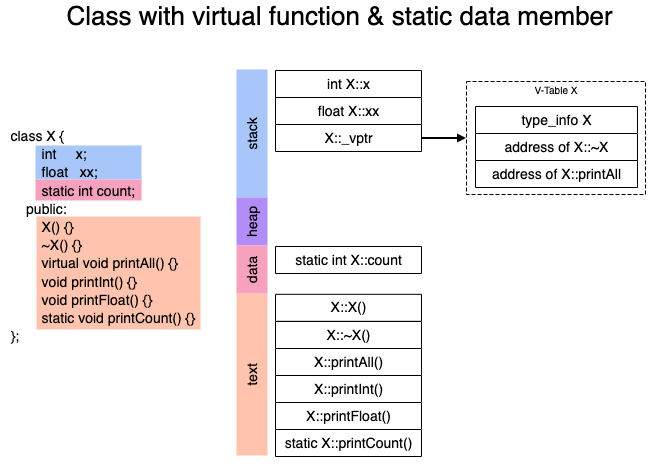 Class with virtual function & static data member
class X {
int x;
float xx;
static int count;
public:
X() {}
~X() {}
virtual void printAll() {}
void printInt() {}
void printFloat() {}
static void printCount() {}
};
stack
heap
data
text
int X::x
float X::xx
X::_vptr
static int X::count
X::X()
X::~X()
X::printAll()
X::printInt()
X::printFloat()
static X::printCount()
V-Table X
type_info X
address of X::~X
address of X::printAll